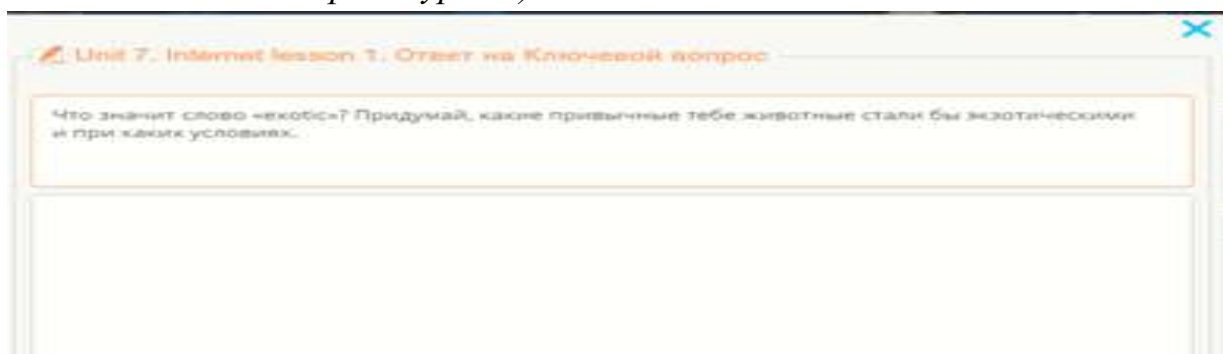 Unit 7. Internet lesson 1. Ответ на Ключевой вопрос
Что значит слово «exotic»? Придумай, какие привычные тебе животные стали бы экзотическими
и при каких условиях.